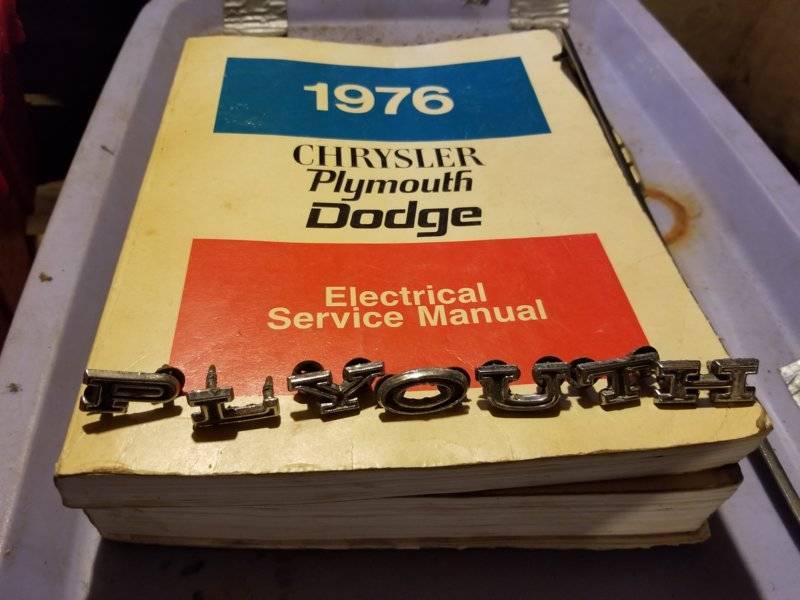 1976
CHRYSLER
Plymouth
Dodge
Electrical
Service Manual
PLYOUTH